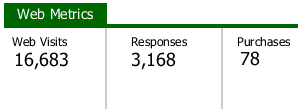 Web Metrics
Web Visits Responses Purchases
16,683 3,168 78